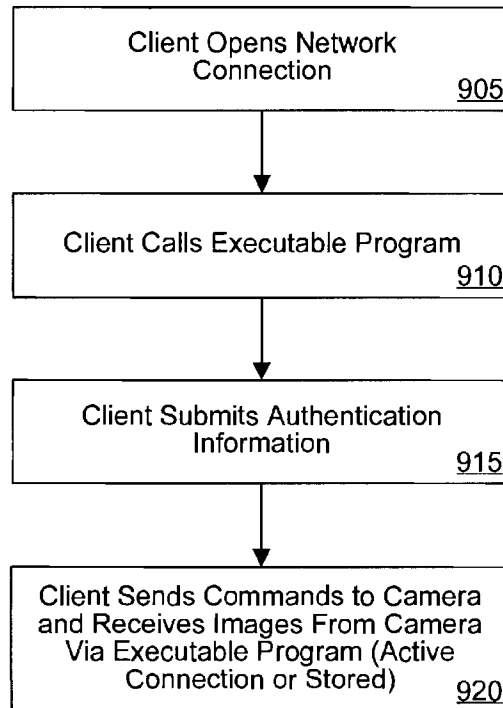 Client Opens Network
Connection
905
Client Calls Executable Program
910
Client Submits Authentication
Information
915
Client Sends Commands to Camera
and Receives Images From Camera
Via Executable Program (Active
Connection or Stored)
920